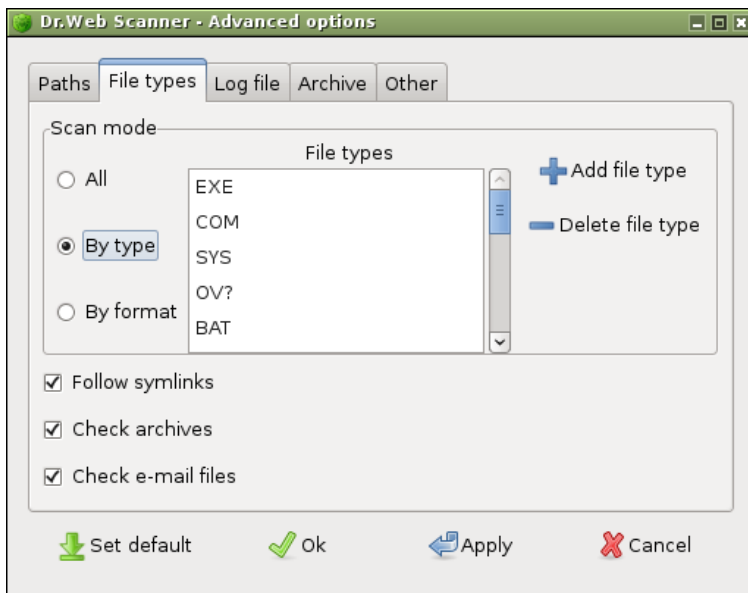 Dr.Web Scanner - Advanced options
Paths File types Log file Archive Other
Scan mode
File types
All
By type
By format
EXE
COM
SYS
OV?
BAT
Add file type
Delete file type
Follow symlinks
Check archives
Check e-mail files
Set default Ok Apply Cancel